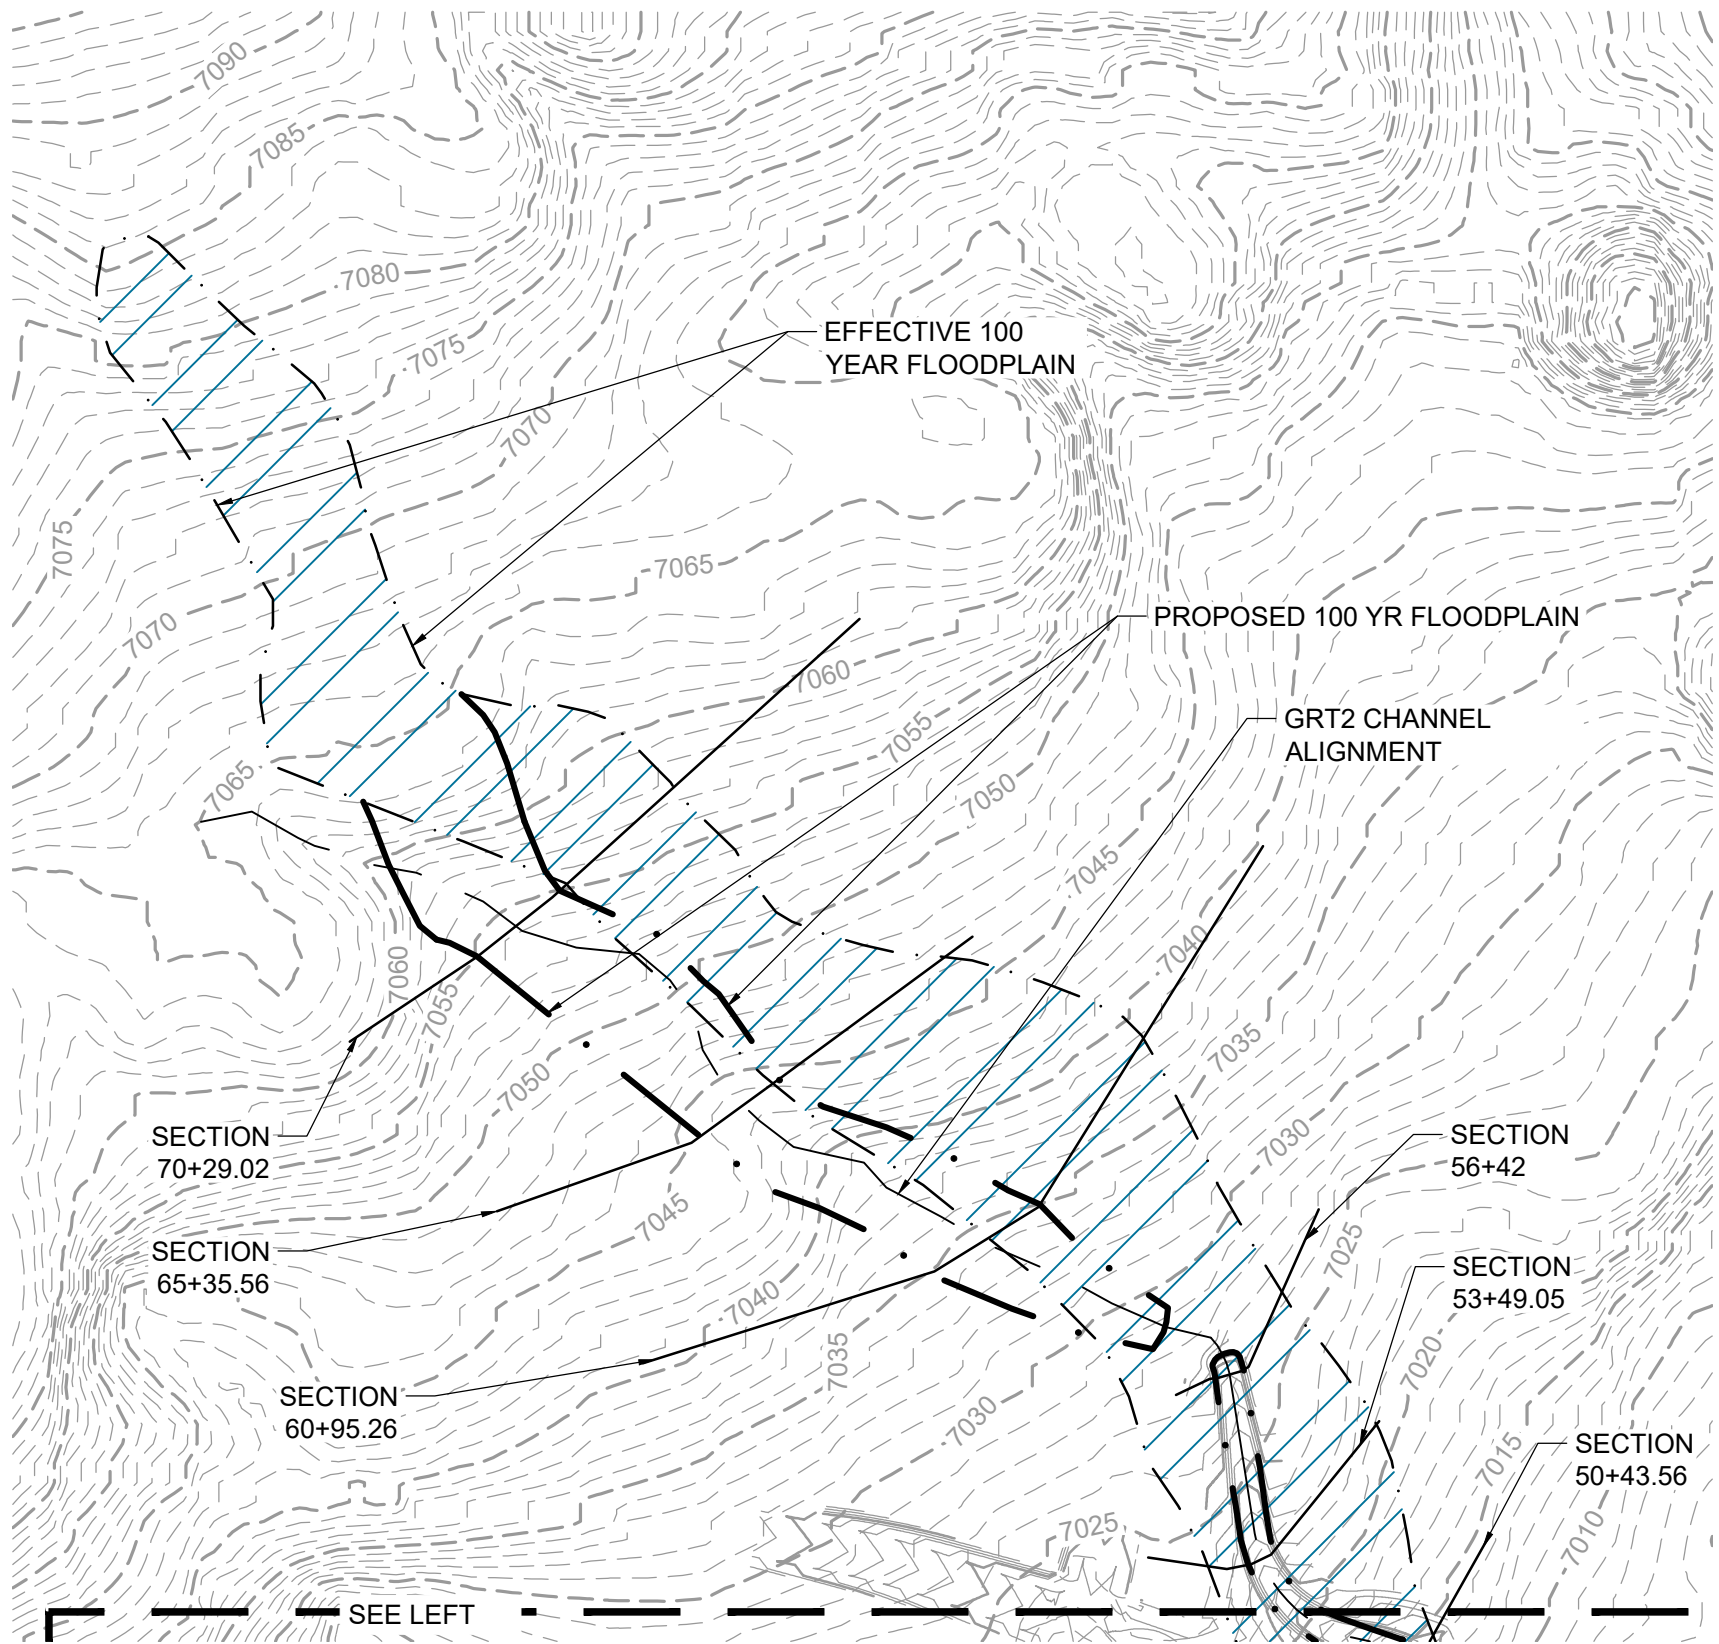 7090
7085
7080
7075
EFFECTIVE 100
YEAR FLOODPLAIN
7070
7075
7065
7070
PROPOSED 100 YR FLOODPLAIN
7060
GRT2 CHANNEL
ALIGNMENT
7055
7065
7050
7045
7040
7060
7055
7035
7050
SECTION
70+29.02
7030
SECTION
56+42
7045
SECTION
65+35.56
7025
SECTION
53+49.05
7040
7035
7020
SECTION
60+95.26
7030
7015
SECTION
50+43.56
7025
7010
SEE LEFT